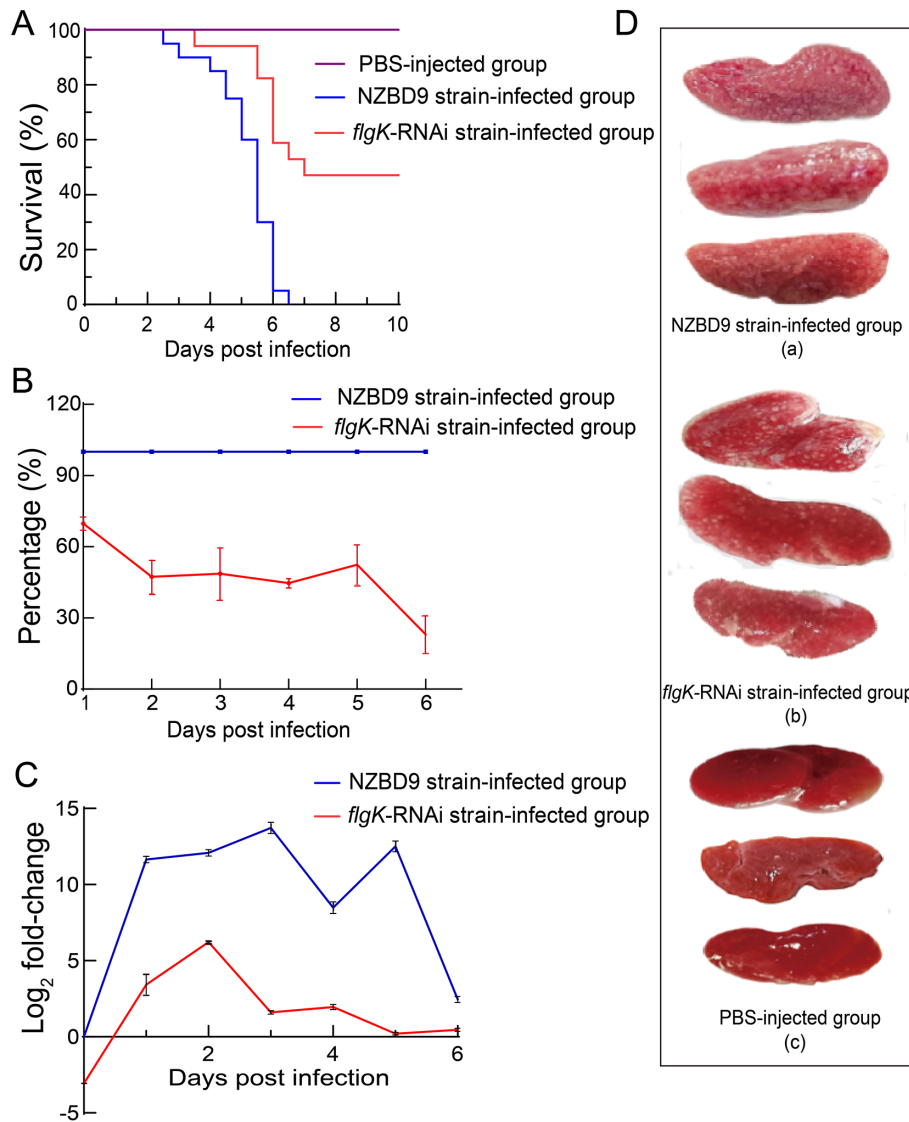 A
Survival (%)
100
80
60
40
20
0
0 2 4 6 8 10
Days post infection
PBS-injected group
NZBD9 strain-infected group
flgK-RNAi strain-infected group
B
Percentage (%)
120
90
60
30
0
1 2 3 4 5 6
Days post infection
NZBD9 strain-infected group
flgK-RNAi strain-infected group
C
Log2 fold-change
15
10
5
0
-5
2 4 6
Days post infection
NZBD9 strain-infected group
flgK-RNAi strain-infected group
D
NZBD9 strain-infected group
(a)
flgK-RNAi strain-infected group
(b)
PBS-injected group
(c)